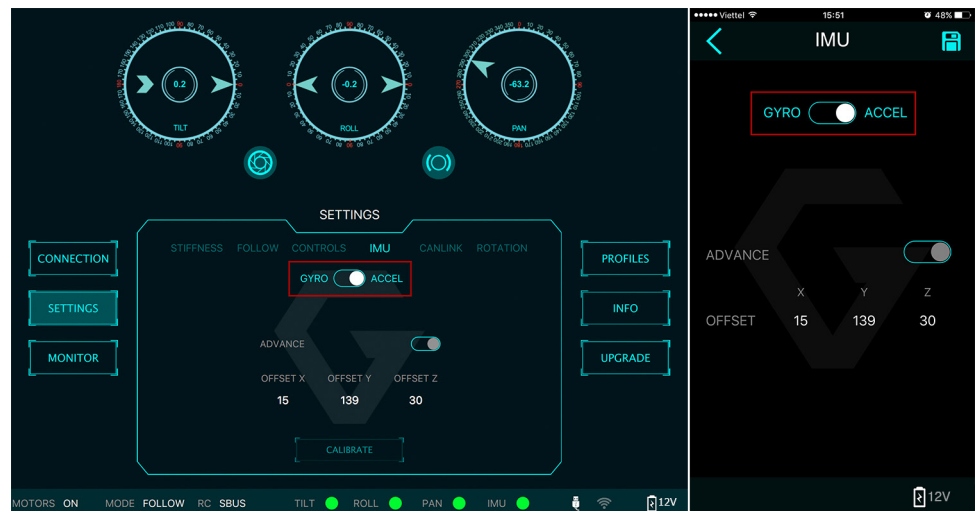 0.2
TILT
-0.2
ROLL
-63.2
PAN
SETTINGS
STIFFNESS FOLLOW CONTROLS IMU CANLINK ROTATION
GYRO ACCEL
ADVANCE
OFFSET X OFFSET Y OFFSET Z
15 139 30
CALIBRATE
CONNECTION
SETTINGS
MONITOR
PROFILES
INFO
UPGRADE
MOTORS ON MODE FOLLOW RC SBUS TILT ROLL PAN IMU 12V
Viettel 15:51 48%
IMU
GYRO ACCEL
ADVANCE
X Y Z
OFFSET 15 139 30
12V